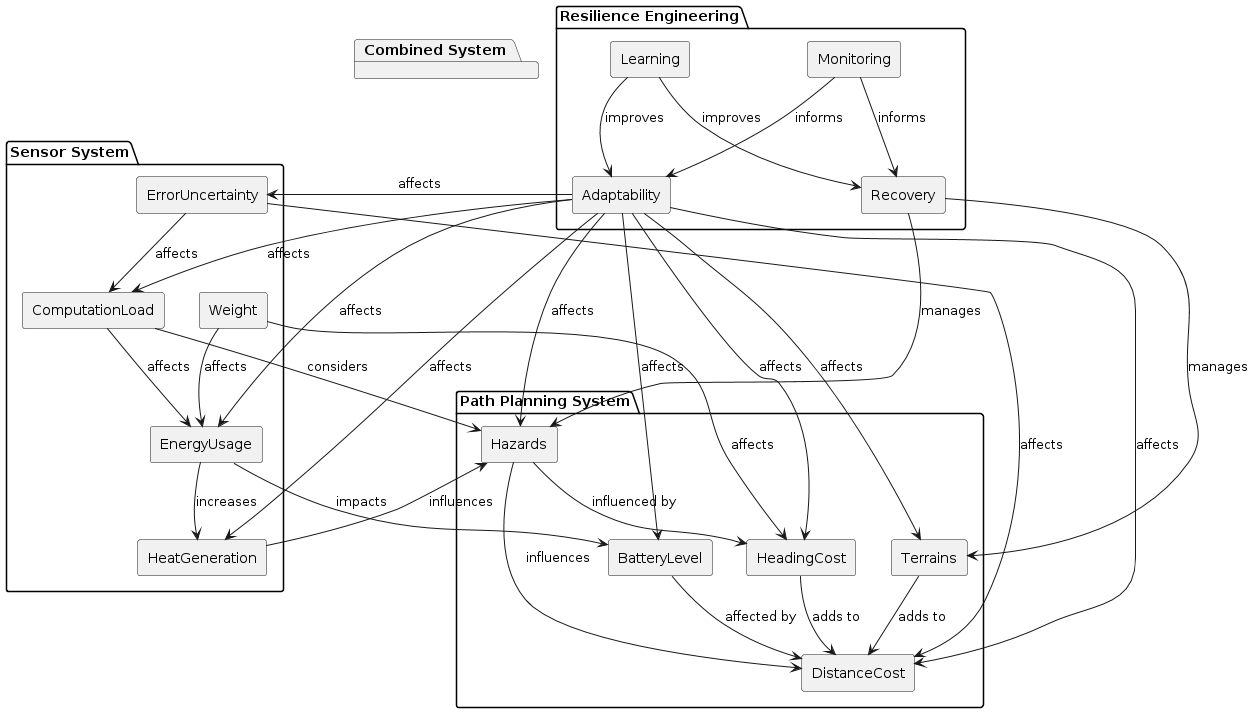 Resilience Engineering
Combined System
Learning
Monitoring
improves
improves
informs
informs
Sensor System
ErrorUncertainty
affects
Adaptability
Recovery
affects
affects
ComputationLoad
Weight
affects
affects
manages
affects
affects
considers
affects
affects
affects
affects
manages
Path Planning System
EnergyUsage
Hazards
affects
affects
affects
increases
impacts
influences
influenced by
HeatGeneration
influences
BatteryLevel
HeadingCost
Terrains
affected by
adds to
adds to
DistanceCost